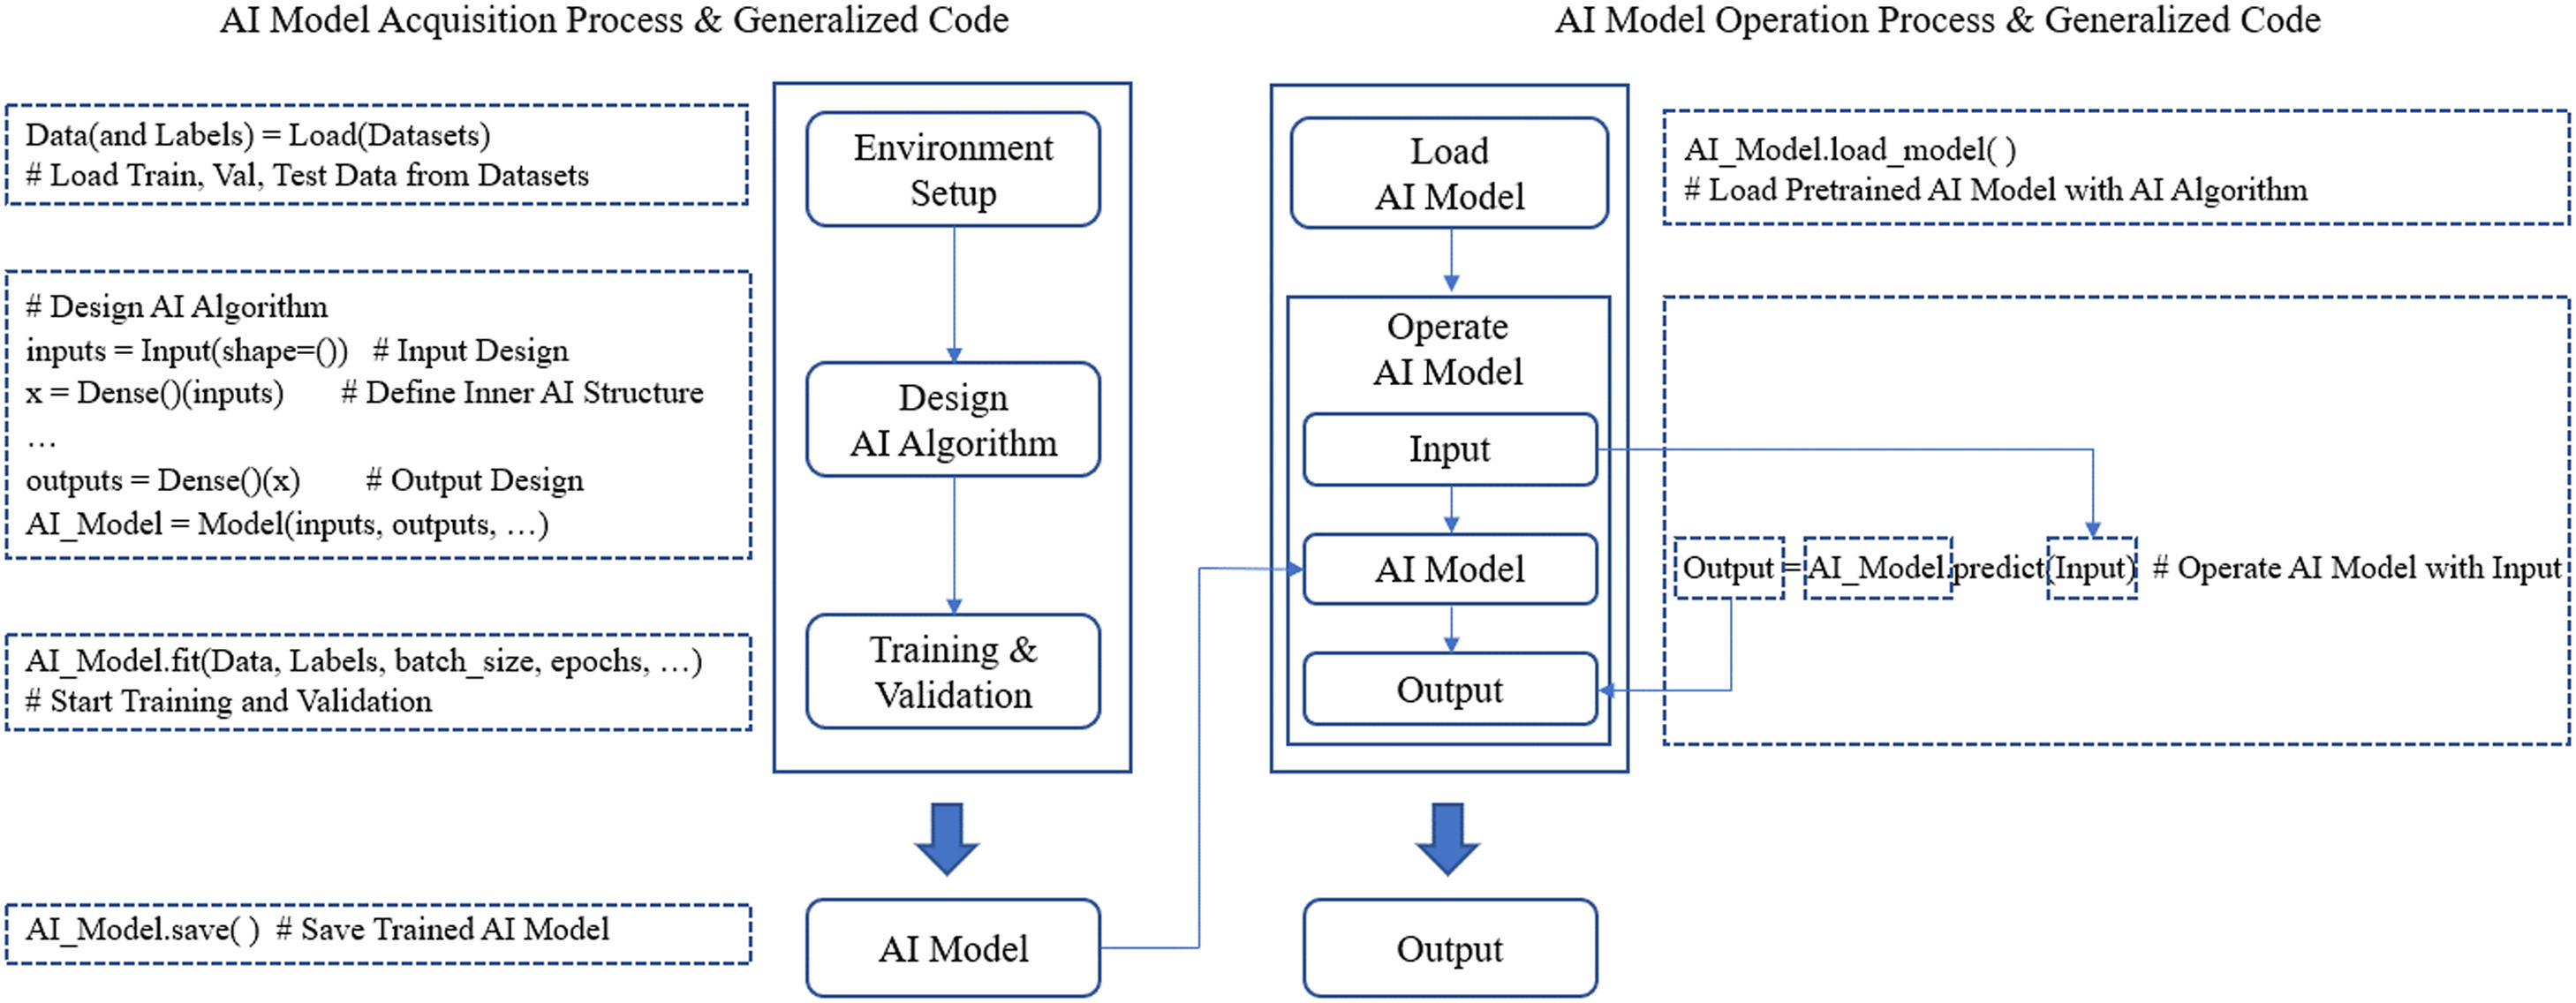 AI Model Acquisition Process & Generalized Code
Data(and Labels) = Load(Datasets)
# Load Train, Val, Test Data from Datasets
# Design AI Algorithm
inputs = Input(shape=()) # Input Design
x = Dense()(inputs) # Define Inner AI Structure
…
outputs = Dense()(x) # Output Design
AI_Model = Model(inputs, outputs, …)
AI_Model.fit(Data, Labels, batch_size, epochs, …)
# Start Training and Validation
AI_Model.save( ) # Save Trained AI Model
Environment
Setup
Design
AI Algorithm
Training &
Validation
AI Model
AI Model Operation Process & Generalized Code
Load
AI Model
Operate
AI Model
Input
AI Model
Output
Output
AI_Model.load_model( )
# Load Pretrained AI Model with AI Algorithm
Output = AI_Model.predict(Input) # Operate AI Model with Input